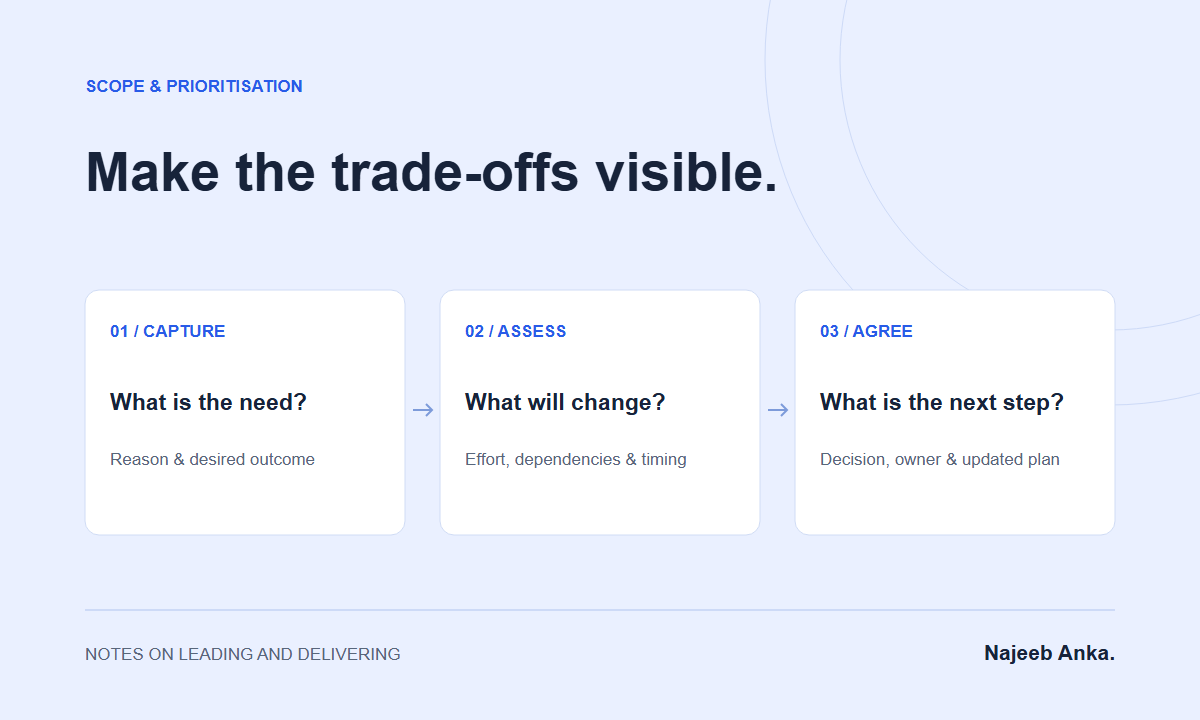 SCOPE & PRIORITISATION
Make the trade-offs visible.
01 / CAPTURE
What is the need?
Reason & desired outcome
→
02 / ASSESS
What will change?
Effort, dependencies & timing
→
03 / AGREE
What is the next step?
Decision, owner & updated plan
NOTES ON LEADING AND DELIVERING
Najeeb Anka.